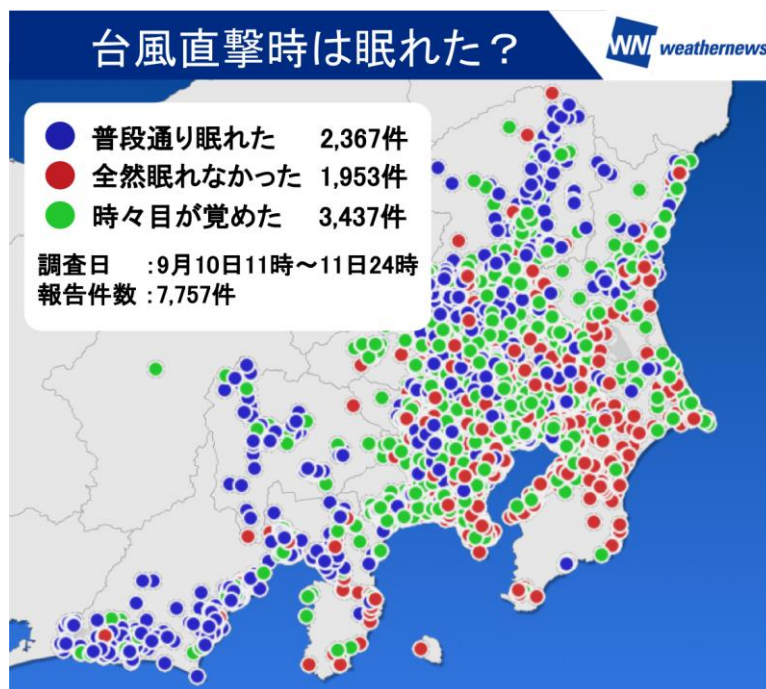 台風直撃時は眠れた？
WNI weathernews
普段通り眠れた 2,367件
全然眠れなかった 1,953件
時々目が覚めた 3,437件
調査日 ：9月10日11時～11日24時
報告件数：7,757件